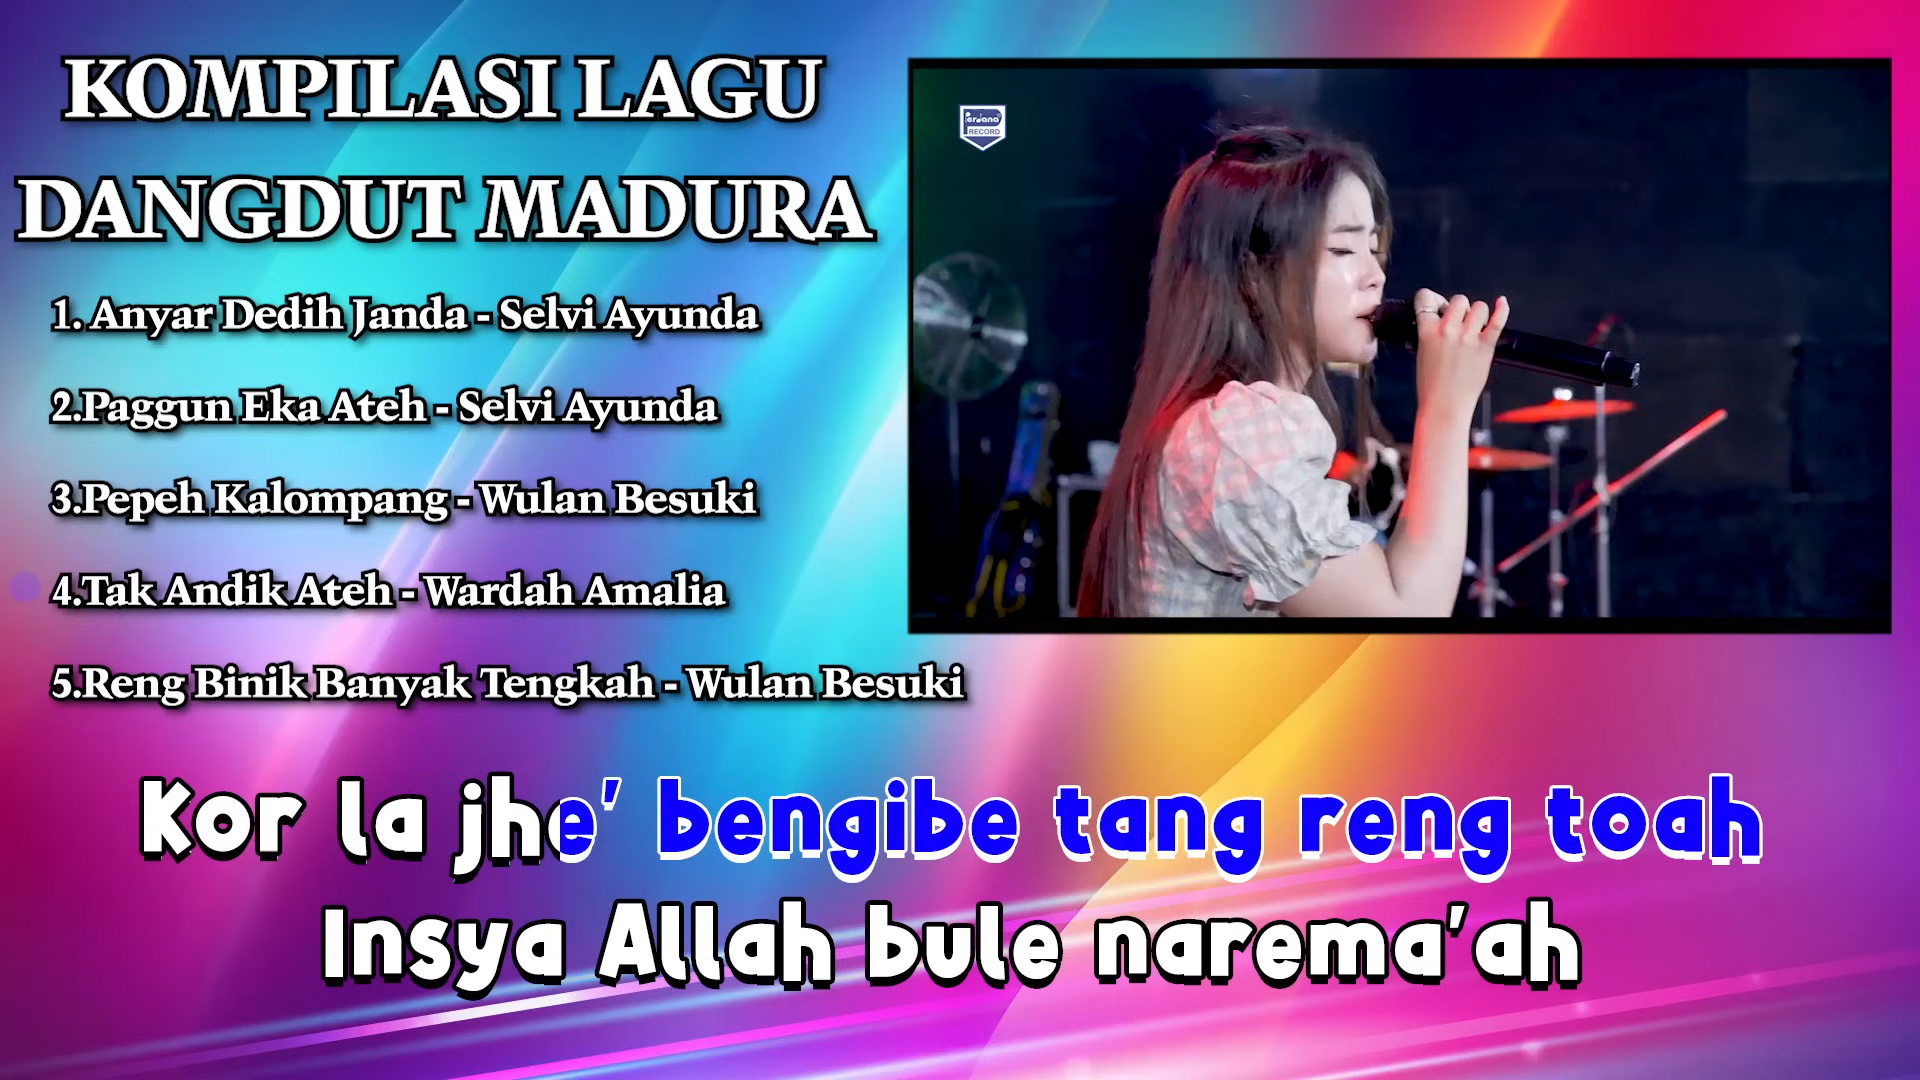 KOMPILASI LAGU
DANGDUT MADURA
1. Anyar Dedih Janda - Selvi Ayunda
2.Paggun Eka Ateh - Selvi Ayunda
3.Pepeh Kalompang - Wulan Besuki
4.Tak Andik Ateh - Wardah Amalia
5.Reng Binik Banyak Tengkah - Wulan Besuki
Perdana
RECORD
Kor la jhe' bengibe tang reng toah
Insya Allah bule narema'ah